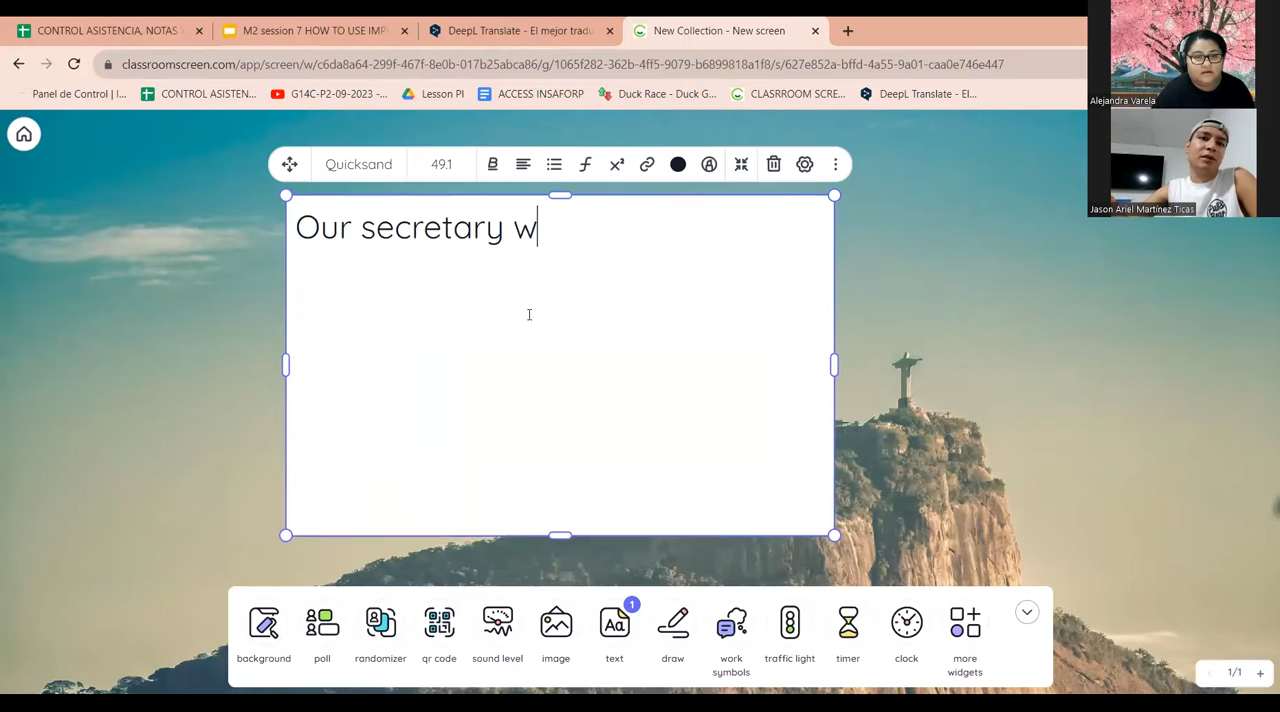 CONTROL ASISTENCIA, NOTAS
M2 session 7 HOW TO USE IMP
DeepL Translate - El mejor tradu
New Collection - New screen
classroomscreen.com/app/screen/w/c6da8a64-299f-467f-8e0b-017b2beaca86/g/1065f282-362b-4ff5-9079-b6899818a1f8/s/627e852a-bffd-4a55-9a01-caa0e746e447
Panel de Control | I...
CONTROL ASISTEN...
G14C-P2-09-2023 -...
Lesson PI
ACCESS INSAFORP
Duck Race - Duck G...
CLASRROOM SCRE...
DeepL Translate - El...
Alejandra Varela
Jason Ariel Martínez Ticas
Quicksand
49.1
Our secretary w
background
poll
randomizer
qr code
sound level
image
text
1
draw
work
symbols
traffic light
timer
clock
more
widgets
1/1